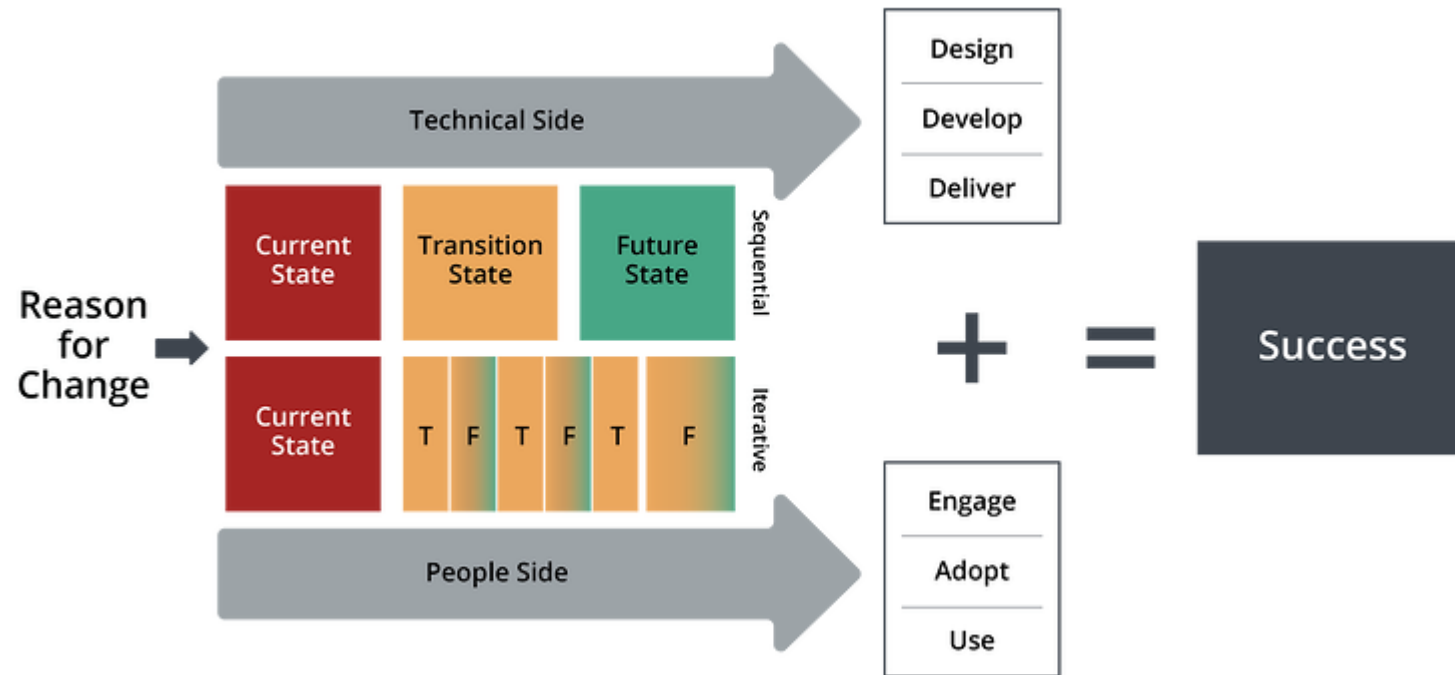 Reason
for
Change
Technical Side
Current
State
Transition
State
Future
State
Sequential
Current
State
T
F
T
F
T
F
Iterative
People Side
Design
Develop
Deliver
+
Engage
Adopt
Use
=
Success